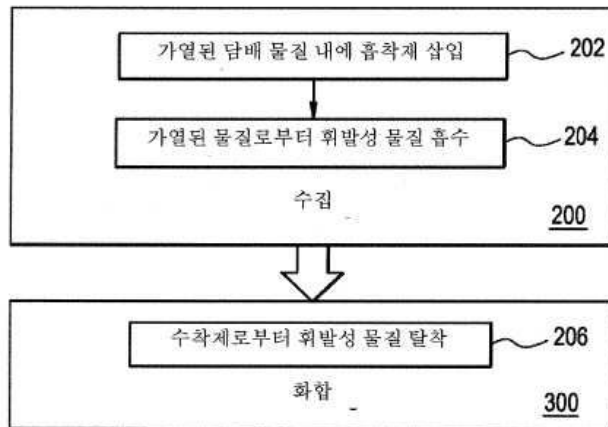 가열된 담배 물질 내에 흡착재 삽입
202
가열된 물질로부터 휘발성 물질 흡수
204
수집
200
수착제로부터 휘발성 물질 탈착
206
화합
300